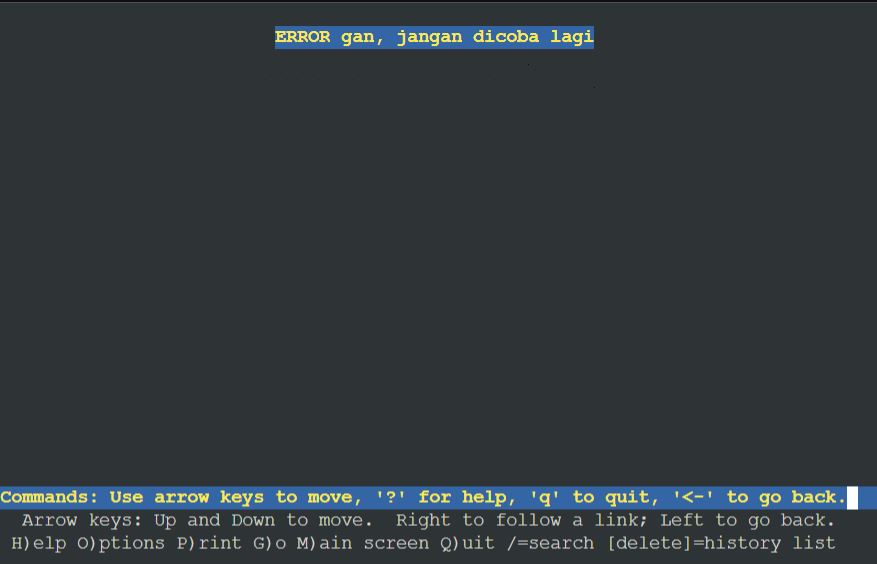 ERROR gan, jangan dicoba lagi
Commands: Use arrow keys to move, '?' for help, 'q' to quit, '<-' to go back.
Arrow keys: Up and Down to move. Right to follow a link; Left to go back.
H)elp O)ptions P)rint G)o M)ain screen Q)uit /=search [delete]=history list